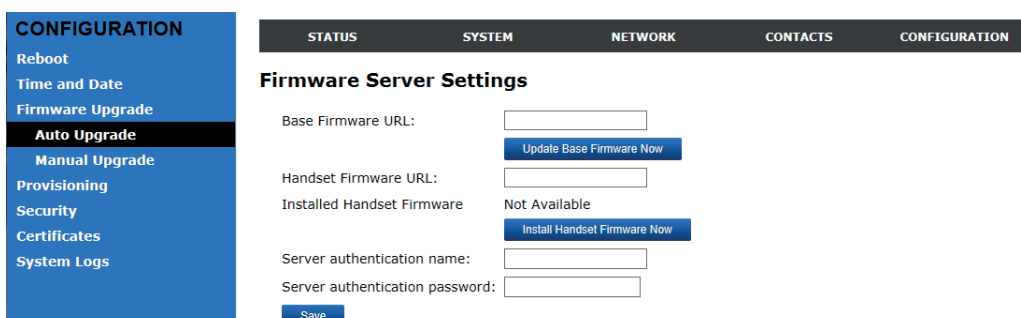 CONFIGURATION
Reboot
Time and Date
Firmware Upgrade
Auto Upgrade
Manual Upgrade
Provisioning
Security
Certificates
System Logs
STATUS SYSTEM NETWORK CONTACTS CONFIGURATION
Firmware Server Settings
Base Firmware URL:
Update Base Firmware Now
Handset Firmware URL:
Installed Handset Firmware Not Available
Install Handset Firmware Now
Server authentication name:
Server authentication password:
Save